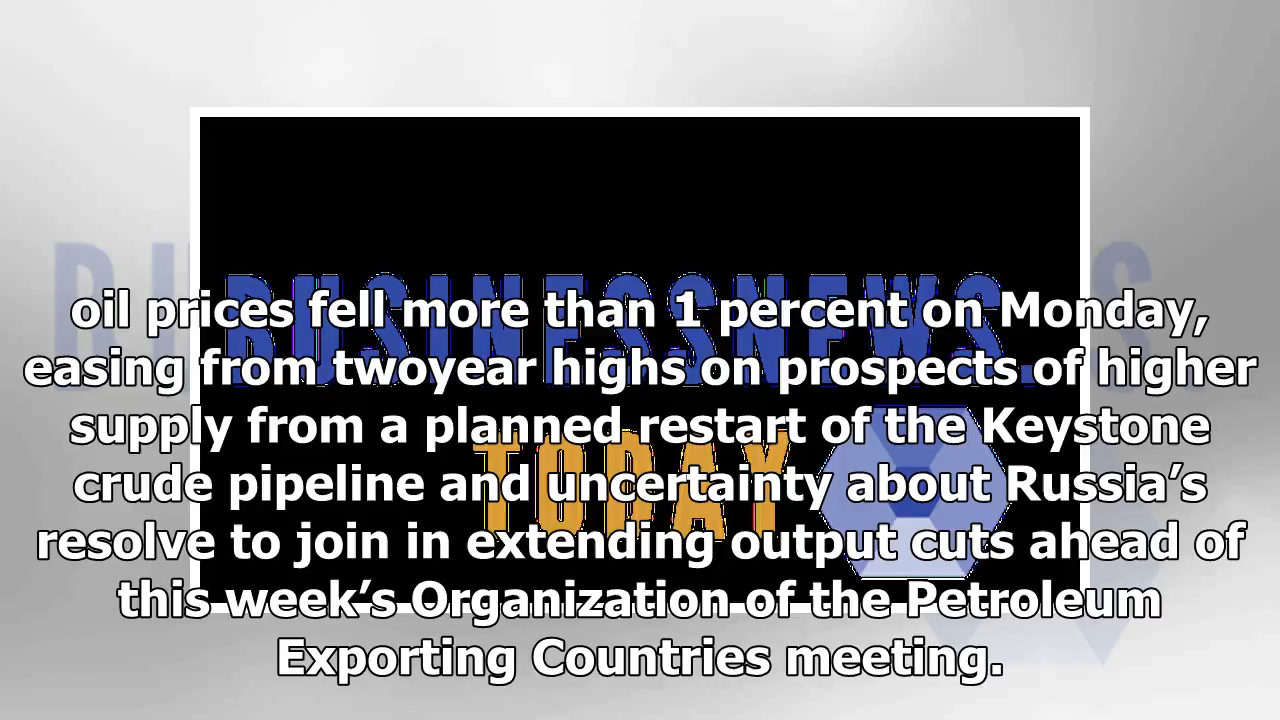 BUSINESSNEWS.
TODAY
oil prices fell more than 1 percent on Monday,
easing from twoyear highs on prospects of higher
supply from a planned restart of the Keystone
crude pipeline and uncertainty about Russia’s
resolve to join in extending output cuts ahead of
this week’s Organization of the Petroleum
Exporting Countries meeting.